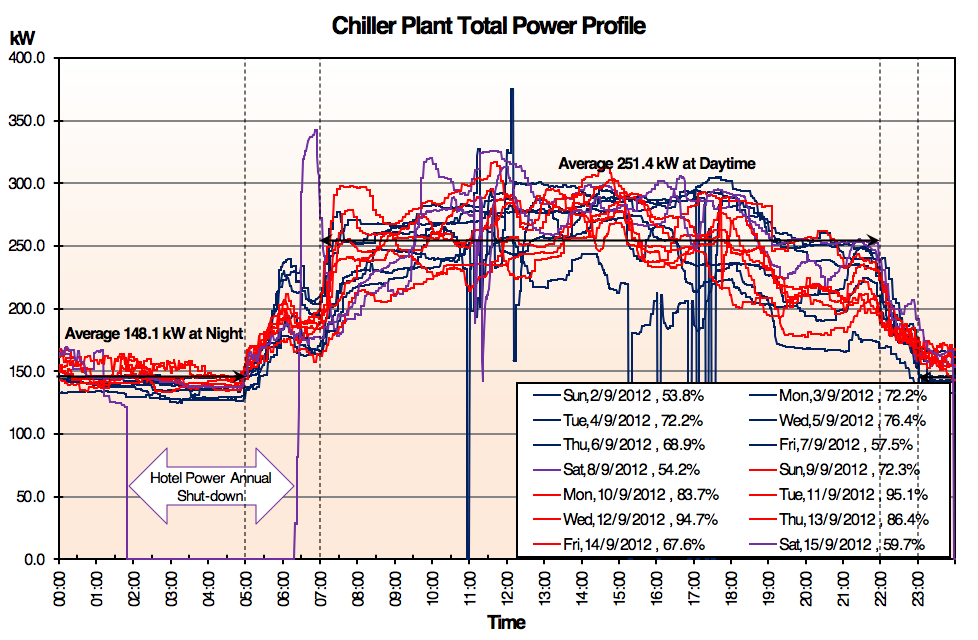 Chiller Plant Total Power Profile
kW
400.0
350.0
300.0
250.0
200.0
150.0
100.0
50.0
0.0
Average 251.4 kW at Daytime
Average 148.1 kW at Night
Hotel Power Annual
Shut-down
Sun,2/9/2012 , 53.8%
Mon,3/9/2012 , 72.2%
Tue,4/9/2012 , 72.2%
Wed,5/9/2012 , 76.4%
Thu,6/9/2012 , 68.9%
Fri,7/9/2012 , 57.5%
Sat,8/9/2012 , 54.2%
Sun,9/9/2012 , 72.3%
Mon,10/9/2012 , 83.7%
Tue,11/9/2012 , 95.1%
Wed,12/9/2012 , 94.7%
Thu,13/9/2012 , 86.4%
Fri,14/9/2012 , 67.6%
Sat,15/9/2012 , 59.7%
00:00
01:00
02:00
03:00
04:00
05:00
06:00
07:00
08:00
09:00
10:00
11:00
12:00
13:00
14:00
15:00
16:00
17:00
18:00
19:00
20:00
21:00
22:00
23:00
Time